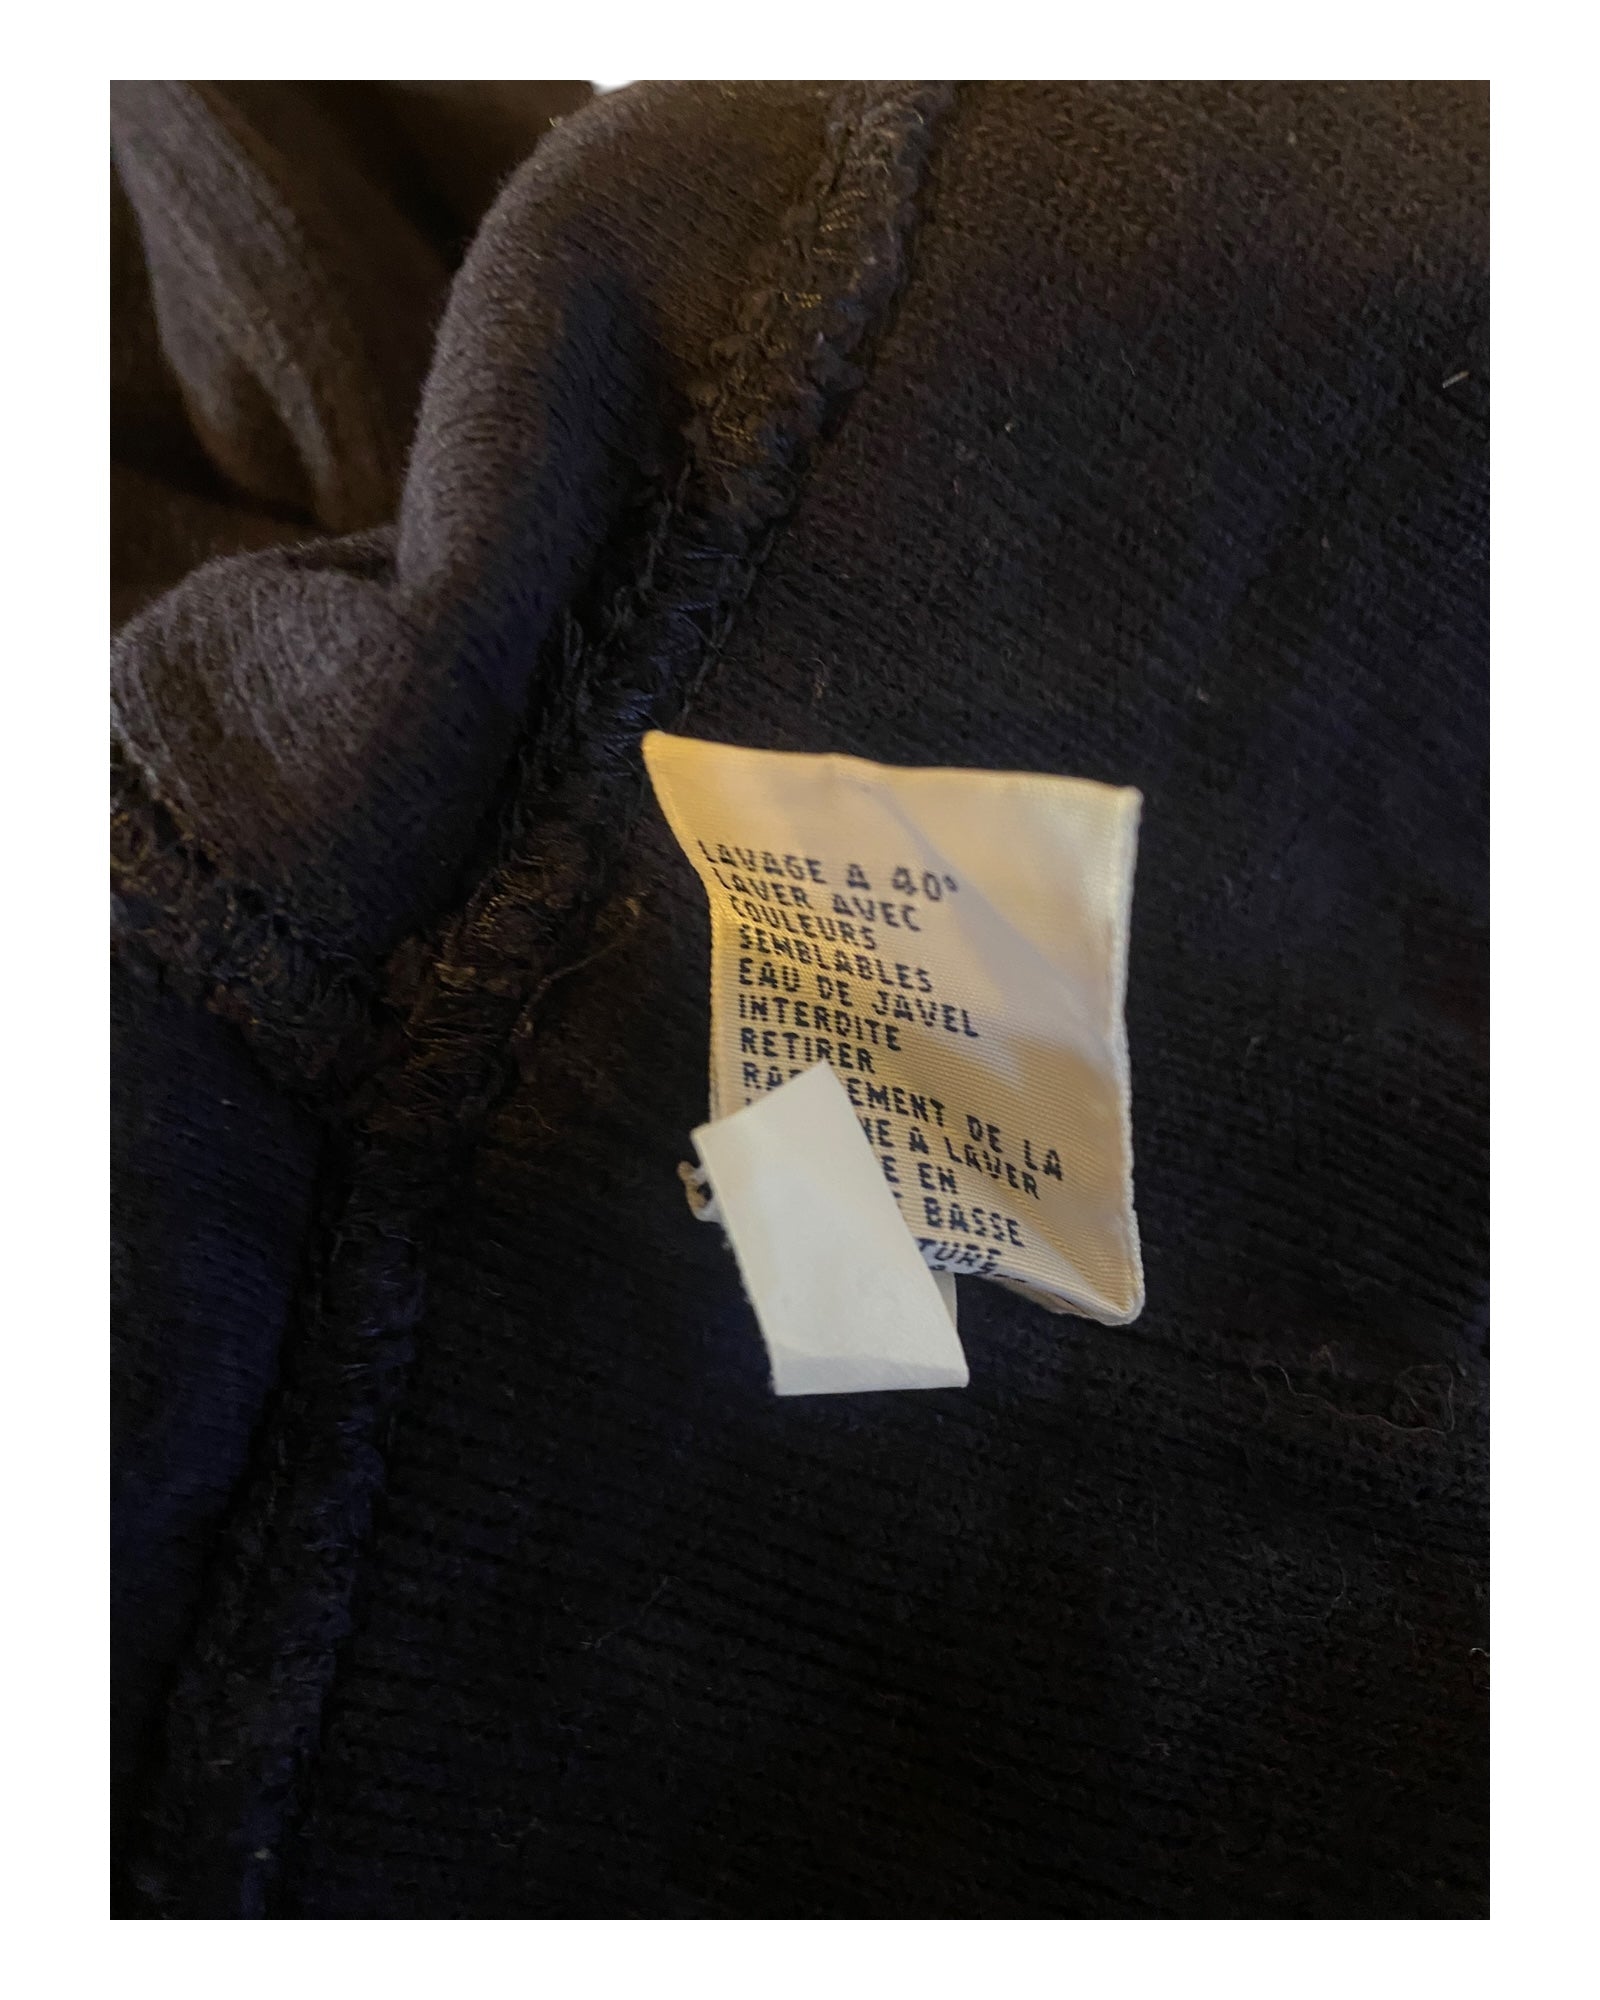 LAVAGE A 40°
LAVER AVEC
COULEURS
SEMBLABLES
EAU DE JAVEL
INTERDITE
RETIRER
DE LA
A LAVER
EN
BASSE